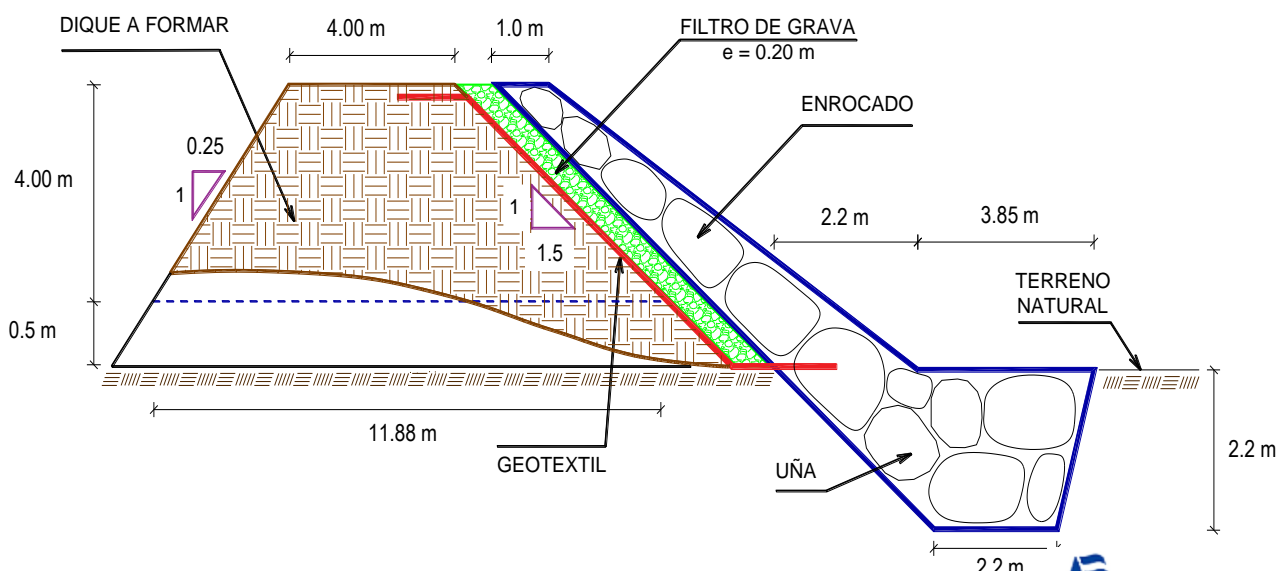 DIQUE A FORMAR
4.00 m
1.0 m
FILTRO DE GRAVA
e = 0.20 m
ENROCADO
0.25
1
4.00 m
1
1.5
2.2 m
3.85 m
TERRENO
NATURAL
0.5 m
11.88 m
GEOTEXTIL
UÑA
2.2 m
2.2 m